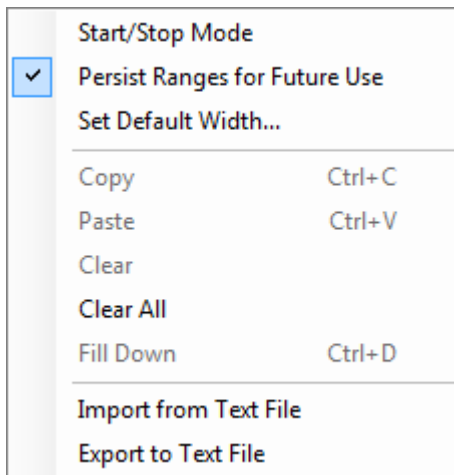 Start/Stop Mode
Persist Ranges for Future Use
Set Default Width...
Copy Ctrl+C
Paste Ctrl+V
Clear
Clear All
Fill Down Ctrl+D
Import from Text File
Export to Text File